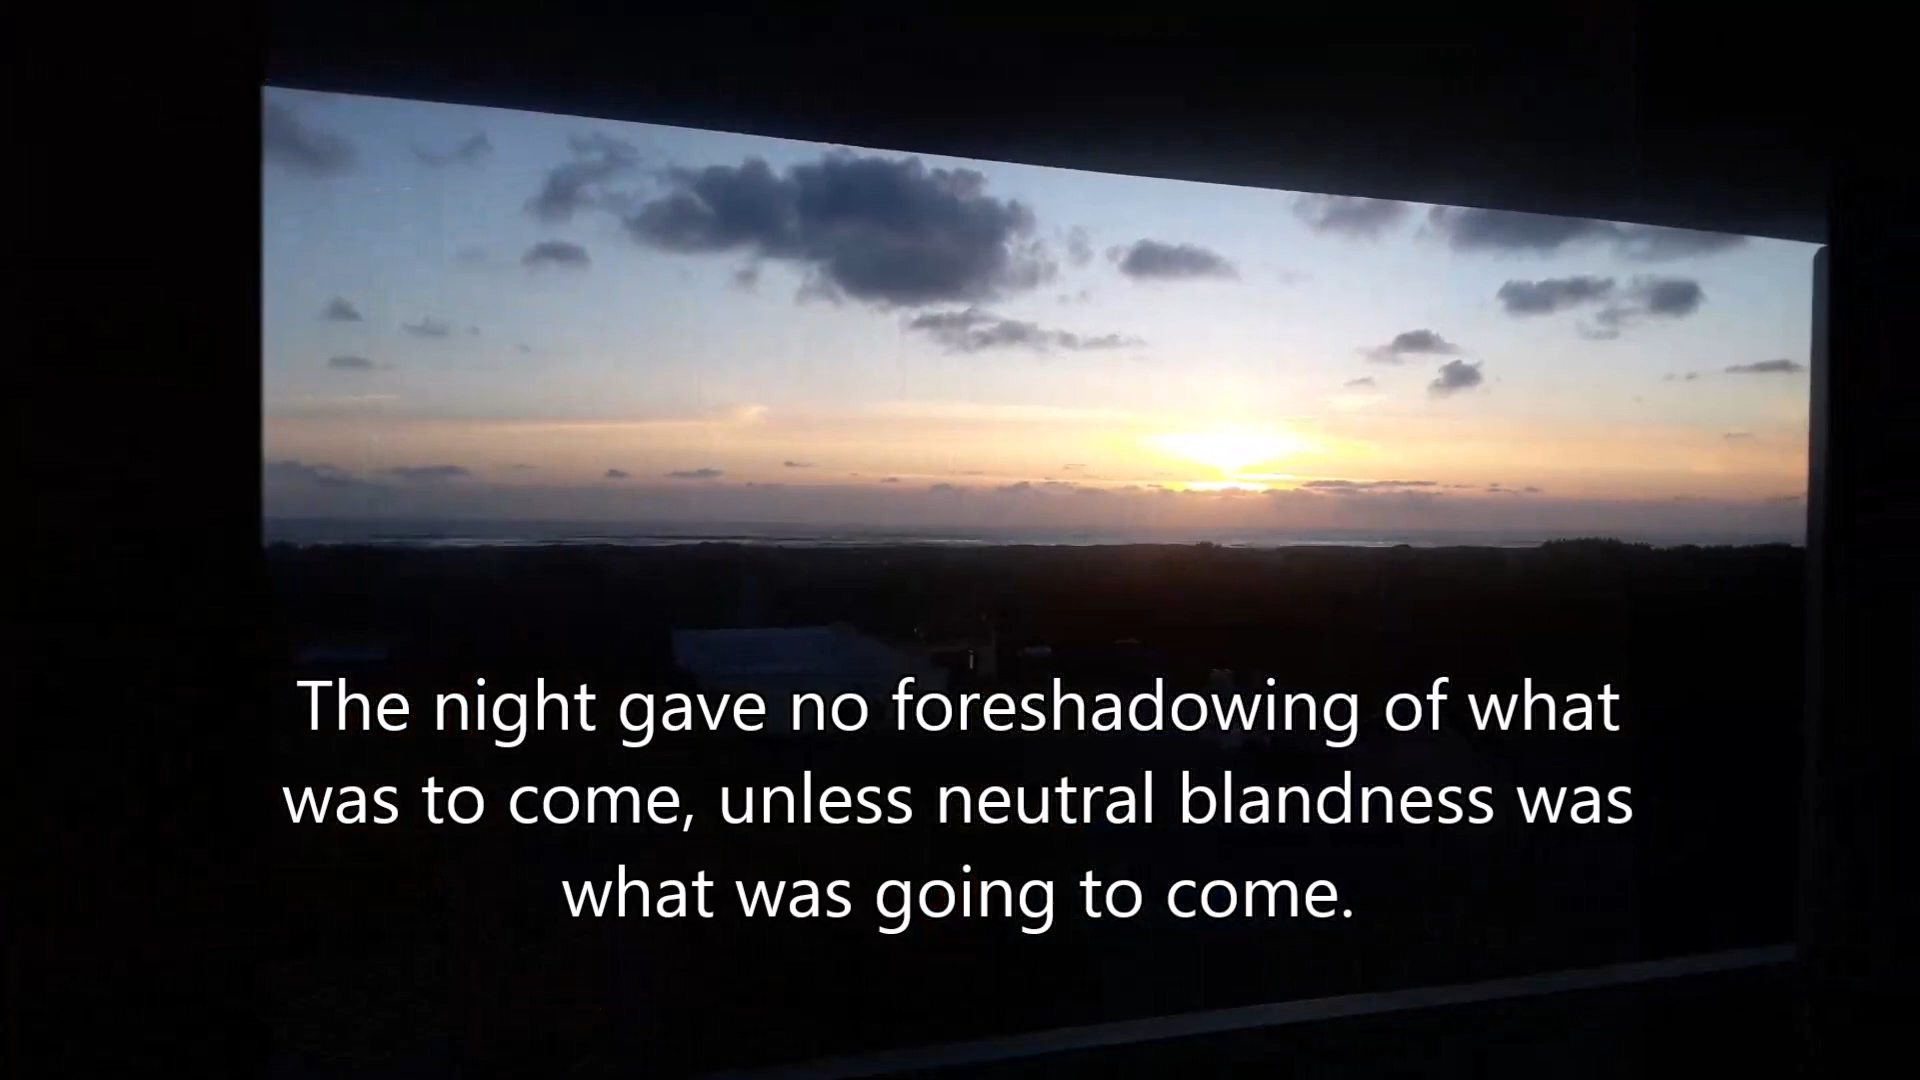 The night gave no foreshadowing of what
was to come, unless neutral blandness was
what was going to come.